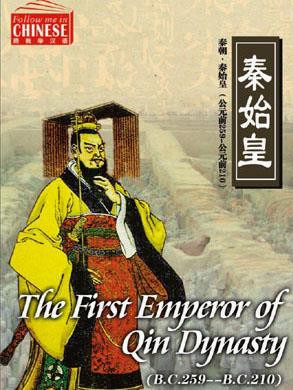 Follow me in
CHINESE
跟我学汉语
秦始皇
秦朝·秦始皇（公元前259-公元前210）
The First Emperor of
Qin Dynasty
(B.C.259--B.C.210)